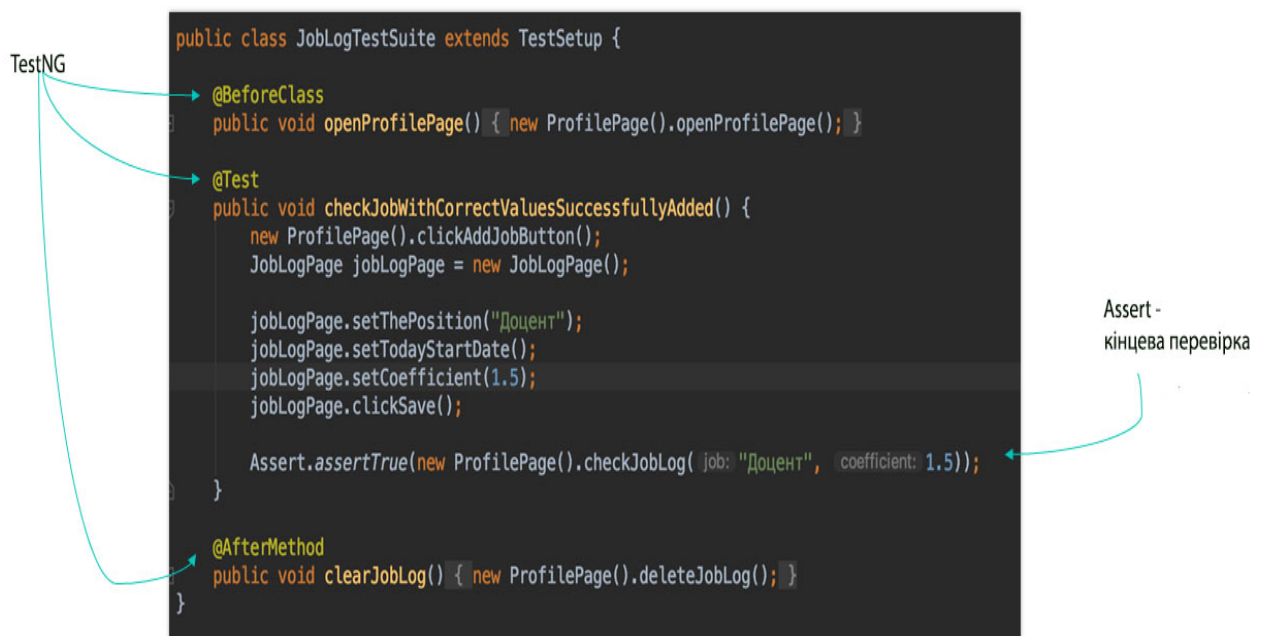 TestNG
public class JobLogTestSuite extends TestSetup {
@BeforeClass
public void openProfilePage() { new ProfilePage().openProfilePage(); }
@Test
public void checkJobWithCorrectValuesSuccessfullyAdded() {
new ProfilePage().clickAddJobButton();
JobLogPage jobLogPage = new JobLogPage();
jobLogPage.setThePosition("Доцент");
jobLogPage.setTodayStartDate();
jobLogPage.setCoefficient(1.5);
jobLogPage.clickSave();
Assert.assertTrue(new ProfilePage().checkJobLog( job: "Доцент", coefficient: 1.5));
}
@AfterMethod
public void clearJobLog() { new ProfilePage().deleteJobLog(); }
}
Assert -
кінцева перевірка